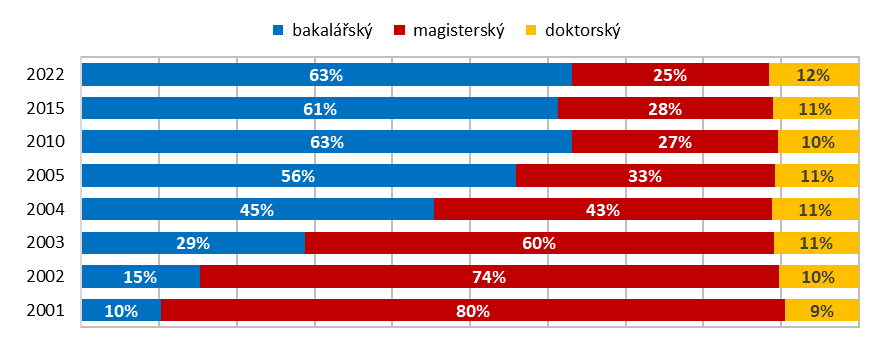 bakalářský magisterský doktorský
2022 63% 25% 12%
2015 61% 28% 11%
2010 63% 27% 10%
2005 56% 33% 11%
2004 45% 43% 11%
2003 29% 60% 11%
2002 15% 74% 10%
2001 10% 80% 9%